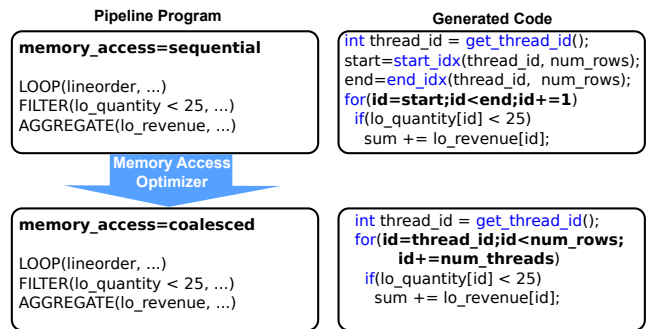 Pipeline Program
memory_access=sequential
LOOP(lineorder, ...)
FILTER(lo_quantity < 25, ...)
AGGREGATE(lo_revenue, ...)
Generated Code
int thread_id = get_thread_id();
start=start_idx(thread_id, num_rows);
end=end_idx(thread_id, num_rows);
for(id=start;id<end;id+=1)
if(lo_quantity[id] < 25)
sum += lo_revenue[id];
Memory Access
Optimizer
memory_access=coalesced
LOOP(lineorder, ...)
FILTER(lo_quantity < 25, ...)
AGGREGATE(lo_revenue, ...)
int thread_id = get_thread_id();
for(id=thread_id;id<num_rows;
id+=num_threads)
if(lo_quantity[id] < 25)
sum += lo_revenue[id];